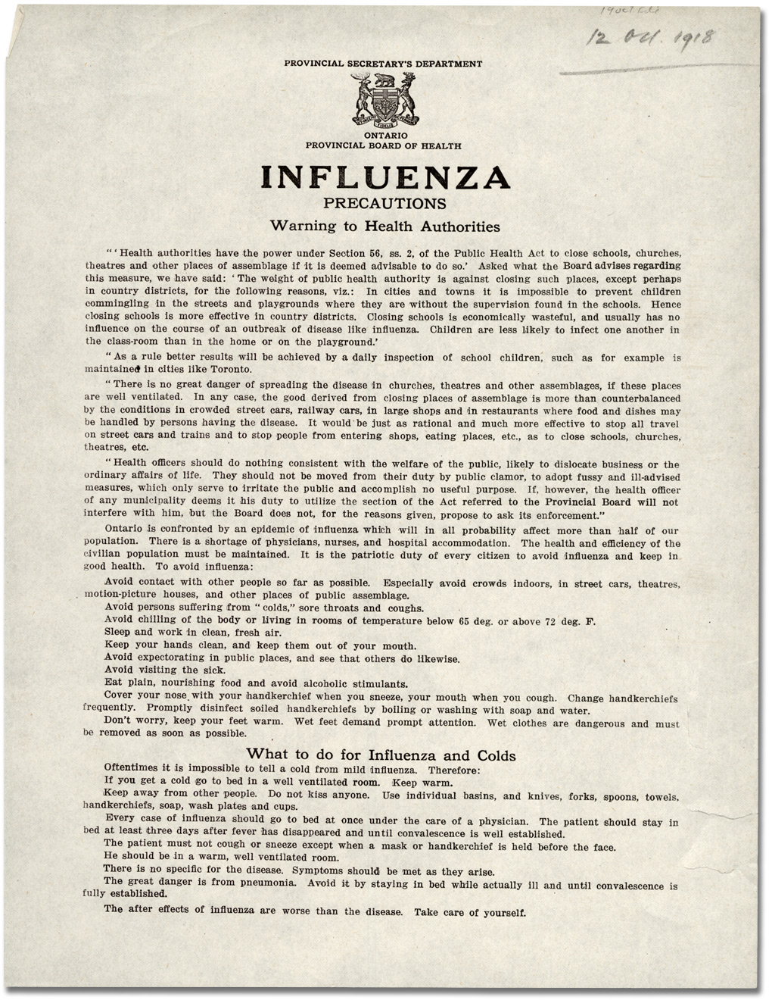 12 Oct. 1918
PROVINCIAL SECRETARY'S DEPARTMENT
ONTARIO
PROVINCIAL BOARD OF HEALTH
INFLUENZA
PRECAUTIONS
Warning to Health Authorities
"'Health authorities have the power under Section 56, ss. 2, of the Public Health Act to close schools, churches,
theatres and other places of assemblage if it is deemed advisable to do so.' Asked what the Board advises regarding
this measure, we have said: 'The weight of public health authority is against closing such places, except perhaps
in country districts, for the following reasons, viz.: In cities and towns it is impossible to prevent children
commingling in the streets and playgrounds where they are without the supervision found in the schools. Hence
closing schools is more effective in country districts. Closing schools is economically wasteful, and usually has no
influence on the course of an outbreak of disease like influenza. Children are less likely to infect one another in
the class-room than in the home or on the playground.'
"As a rule better results will be achieved by a daily inspection of school children, such as for example is
maintained in cities like Toronto.
"There is no great danger of spreading the disease in churches, theatres and other assemblages, if these places
are well ventilated. In any case, the good derived from closing places of assemblage is more than counterbalanced
by the conditions in crowded street cars, railway cars, in large shops and in restaurants where food and dishes may
be handled by persons having the disease. It would be just as rational and much more effective to stop all travel
on street cars and trains and to stop people from entering shops, eating places, etc., as to close schools, churches,
theatres, etc.
"Health officers should do nothing consistent with the welfare of the public, likely to dislocate business or the
ordinary affairs of life. They should not be moved from their duty by public clamor, to adopt fussy and ill-advised
measures, which only serve to irritate the public and accomplish no useful purpose. If, however, the health officer
of any municipality deems it his duty to utilize the section of the Act referred to the Provincial Board will not
interfere with him, but the Board does not, for the reasons given, propose to ask its enforcement."
Ontario is confronted by an epidemic of influenza which will in all probability affect more than half of our
population. There is a shortage of physicians, nurses, and hospital accommodation. The health and efficiency of the
civilian population must be maintained. It is the patriotic duty of every citizen to avoid influenza and keep in
good health. To avoid influenza:
Avoid contact with other people so far as possible. Especially avoid crowds indoors, in street cars, theatres,
motion-picture houses, and other places of public assemblage.
Avoid persons suffering from "colds," sore throats and coughs.
Avoid chilling of the body or living in rooms of temperature below 65 deg. or above 72 deg. F.
Sleep and work in clean, fresh air.
Keep your hands clean, and keep them out of your mouth.
Avoid expectorating in public places, and see that others do likewise.
Avoid visiting the sick.
Eat plain, nourishing food and avoid alcoholic stimulants.
Cover your nose with your handkerchief when you sneeze, your mouth when you cough. Change handkerchiefs
frequently. Promptly disinfect soiled handkerchiefs by boiling or washing with soap and water.
Don't worry, keep your feet warm. Wet feet demand prompt attention. Wet clothes are dangerous and must
be removed as soon as possible.
What to do for Influenza and Colds
Oftentimes it is impossible to tell a cold from mild influenza. Therefore:
If you get a cold go to bed in a well ventilated room. Keep warm.
Keep away from other people. Do not kiss anyone. Use individual basins, and knives, forks, spoons, towels,
handkerchiefs, soap, wash plates and cups.
Every case of influenza should go to bed at once under the care of a physician. The patient should stay in
bed at least three days after fever has disappeared and until convalescence is well established.
The patient must not cough or sneeze except when a mask or handkerchief is held before the face.
He should be in a warm, well ventilated room.
There is no specific for the disease. Symptoms should be met as they arise.
The great danger is from pneumonia. Avoid it by staying in bed while actually ill and until convalescence is
fully established.
The after effects of influenza are worse than the disease. Take care of yourself.